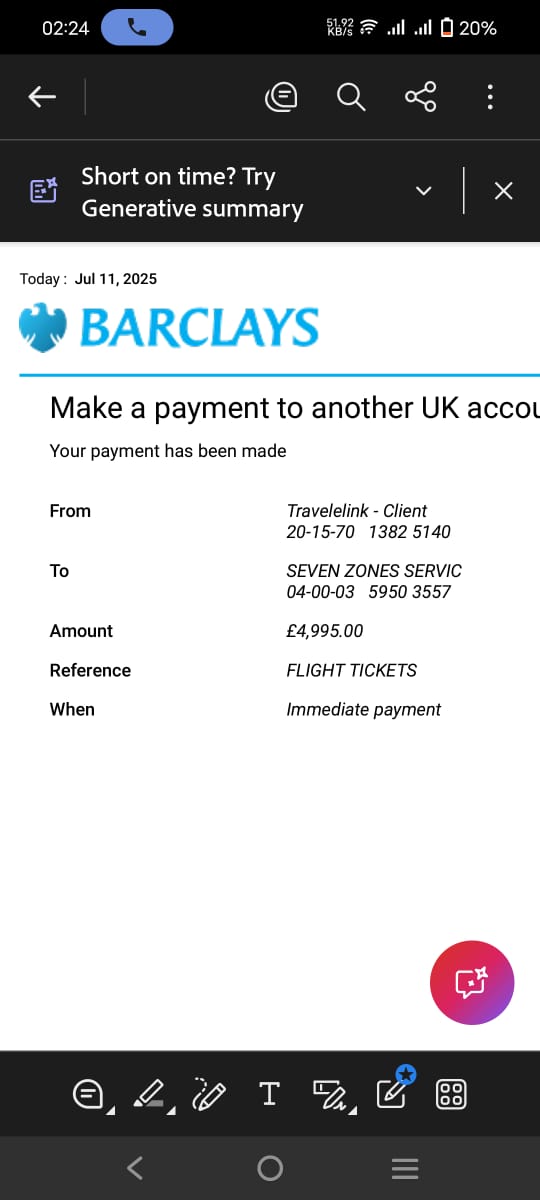 02:24
51.92 KB/s
20%
Short on time? Try
Generative summary
Today : Jul 11, 2025
BARCLAYS
Make a payment to another UK accou
Your payment has been made
From Travelelink - Client
20-15-70 1382 5140
To SEVEN ZONES SERVIC
04-00-03 5950 3557
Amount £4,995.00
Reference FLIGHT TICKETS
When Immediate payment
T